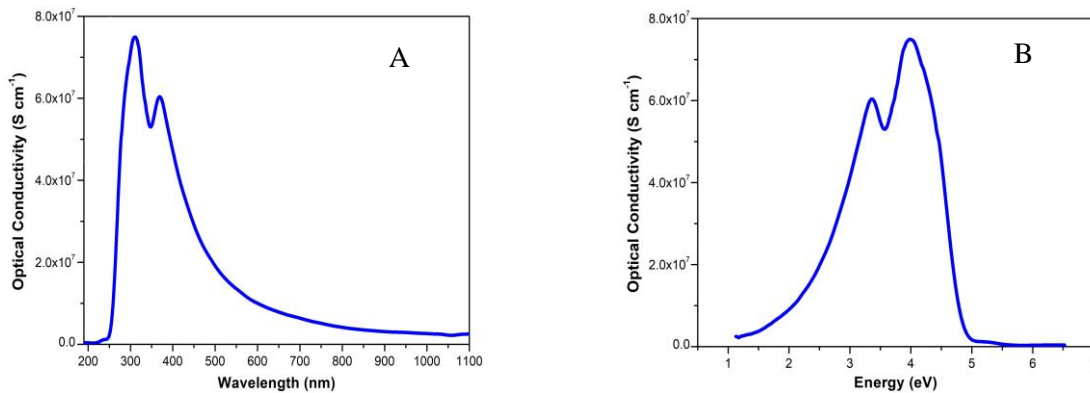 A
8.0x10⁷
6.0x10⁷
4.0x10⁷
2.0x10⁷
0.0
Optical Conductivity (S cm⁻¹)
200 300 400 500 600 700 800 900 1000 1100
Wavelength (nm)
B
8.0x10⁷
6.0x10⁷
4.0x10⁷
2.0x10⁷
0.0
Optical Conductivity (S cm⁻¹)
1 2 3 4 5 6
Energy (eV)